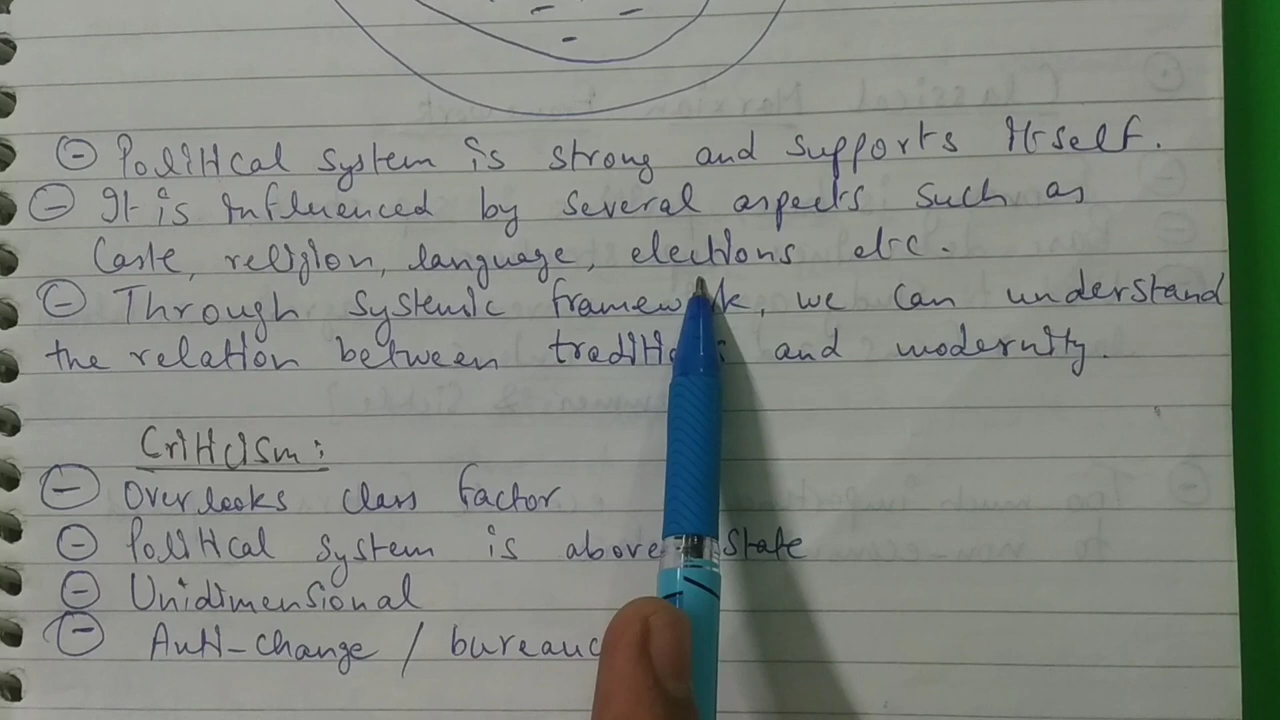 ⊖ Political system is strong and supports itself.
⊖ It is influenced by several aspects such as
Caste, religion, language, elections etc.
⊖ Through systemic framework, we can understand
the relation between tradition and modernity.
Criticism:
⊖ Overlooks class factor
⊖ Political system is above state
⊖ Unidimensional
⊖ Anti-change / bureauc